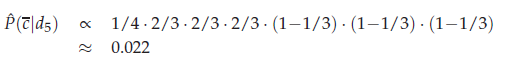 P̂(c̅|d₅) ∝ 1/4 · 2/3 · 2/3 · 2/3 · (1−1/3) · (1−1/3) · (1−1/3)
≈ 0.022